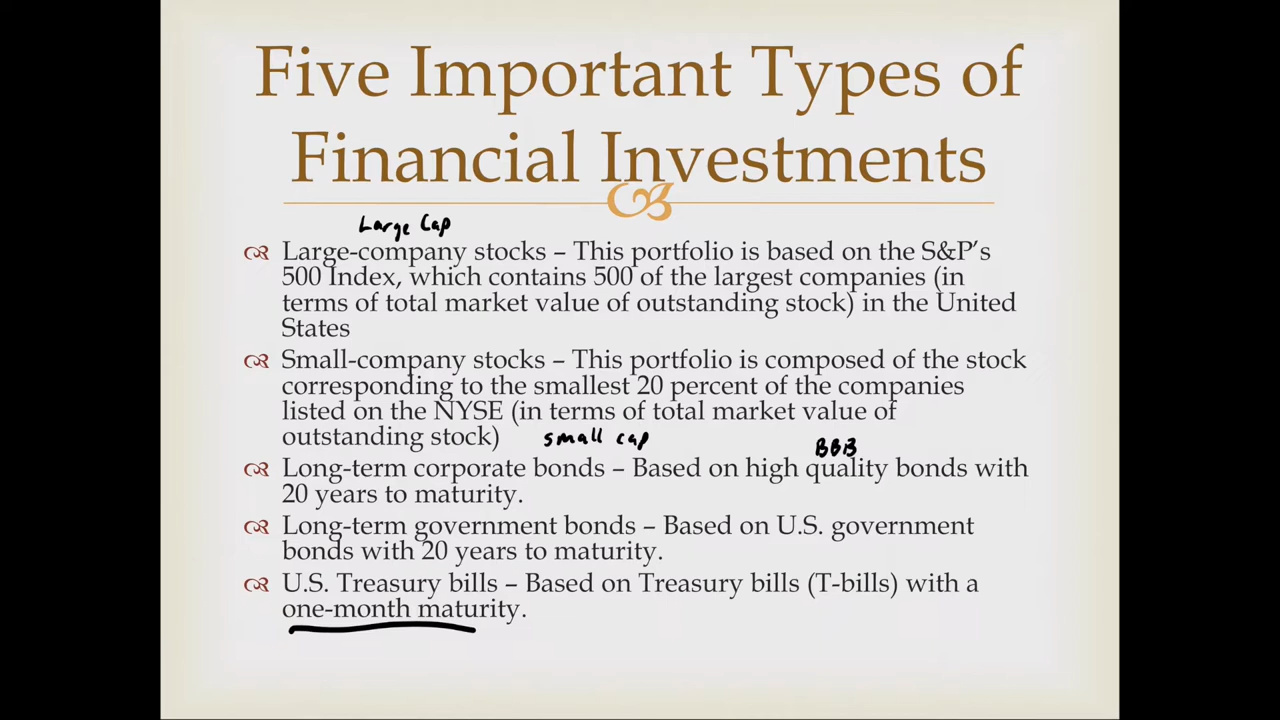 Five Important Types of
Financial Investments
Large Cap
Large-company stocks – This portfolio is based on the S&P’s
500 Index, which contains 500 of the largest companies (in
terms of total market value of outstanding stock) in the United
States
Small-company stocks – This portfolio is composed of the stock
corresponding to the smallest 20 percent of the companies
listed on the NYSE (in terms of total market value of
outstanding stock) small cap
BBB
Long-term corporate bonds – Based on high quality bonds with
20 years to maturity.
Long-term government bonds – Based on U.S. government
bonds with 20 years to maturity.
U.S. Treasury bills – Based on Treasury bills (T-bills) with a
one-month maturity.